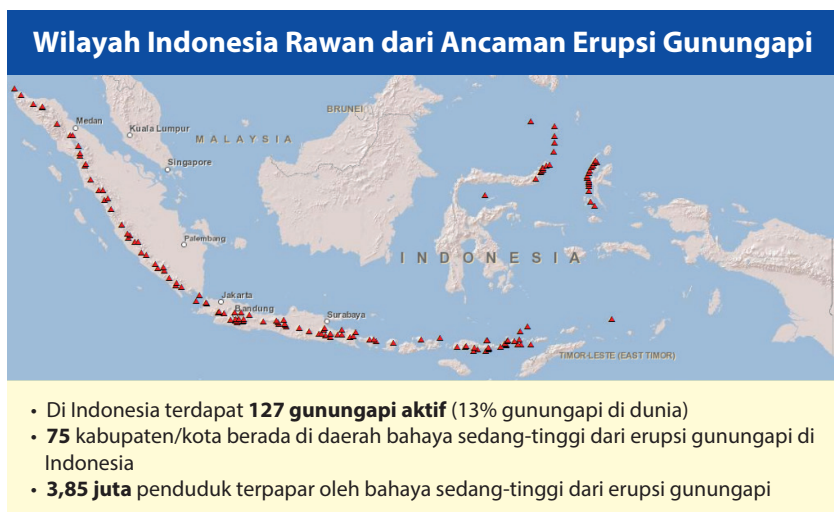 Wilayah Indonesia Rawan dari Ancaman Erupsi Gunungapi
Medan
Kuala Lumpur
MALAYSIA
BRUNEI
Singapore
Palembang
INDONESIA
Jakarta
Bandung
Surabaya
TIMOR-LESTE (EAST TIMOR)
• Di Indonesia terdapat 127 gunungapi aktif (13% gunungapi di dunia)
• 75 kabupaten/kota berada di daerah bahaya sedang-tinggi dari erupsi gunungapi di
Indonesia
• 3,85 juta penduduk terpapar oleh bahaya sedang-tinggi dari erupsi gunungapi